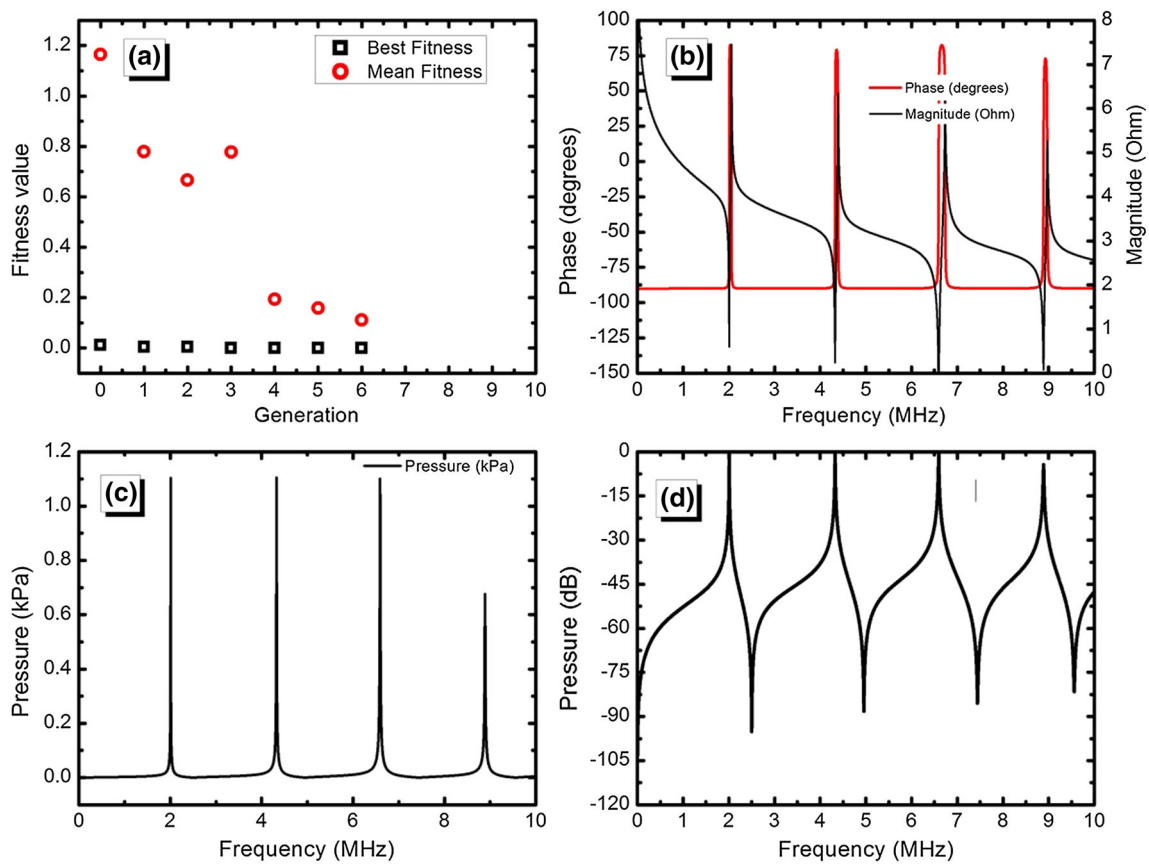 (a)
Best Fitness
Mean Fitness
1.2
1.0
0.8
0.6
0.4
0.2
0.0
Fitness value
0 1 2 3 4 5 6 7 8 9 10
Generation
(b)
Phase (degrees)
Magnitude (Ohm)
100
75
50
25
0
-25
-50
-75
-100
-125
-150
Phase (degrees)
8
7
6
5
4
3
2
1
0
Magnitude (Ohm)
0 1 2 3 4 5 6 7 8 9 10
Frequency (MHz)
(c)
Pressure (kPa)
1.2
1.0
0.8
0.6
0.4
0.2
0.0
Pressure (kPa)
0 2 4 6 8 10
Frequency (MHz)
(d)
0
-15
-30
-45
-60
-75
-90
-105
-120
Pressure (dB)
0 1 2 3 4 5 6 7 8 9 10
Frequency (MHz)